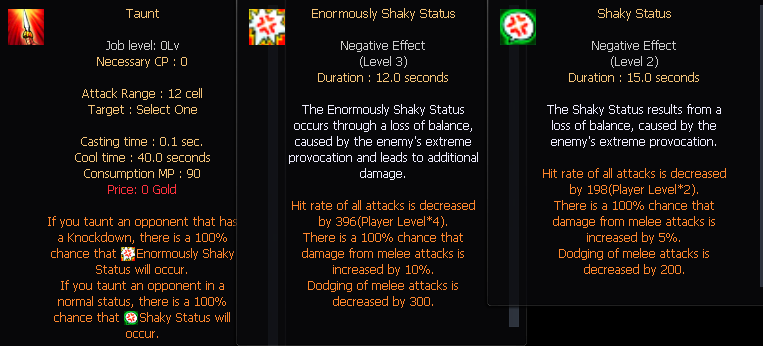 Taunt
Job level: 0Lv
Necessary CP : 0
Attack Range : 12 cell
Target : Select One
Casting time : 0.1 sec.
Cool time : 40.0 seconds
Consumption MP : 90
Price: 0 Gold
If you taunt an opponent that has
a Knockdown, there is a 100%
chance that Enormously Shaky
Status will occur.
If you taunt an opponent in a
normal status, there is a 100%
chance that Shaky Status will
occur.
Enormously Shaky Status
Negative Effect
(Level 3)
Duration : 12.0 seconds
The Enormously Shaky Status
occurs through a loss of balance,
caused by the enemy's extreme
provocation and leads to additional
damage.
Hit rate of all attacks is decreased
by 396(Player Level*4).
There is a 100% chance that
damage from melee attacks is
increased by 10%.
Dodging of melee attacks is
decreased by 300.
Shaky Status
Negative Effect
(Level 2)
Duration : 15.0 seconds
The Shaky Status results from a
loss of balance, caused by the
enemy's extreme provocation.
Hit rate of all attacks is decreased
by 198(Player Level*2).
There is a 100% chance that
damage from melee attacks is
increased by 5%.
Dodging of melee attacks is
decreased by 200.